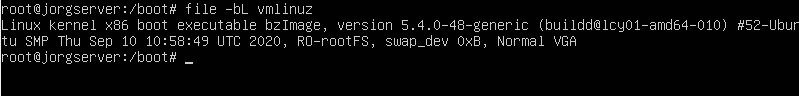 root@jorgserver:/boot# file -bL vmlinuz
Linux kernel x86 boot executable bzImage, version 5.4.0-48-generic (buildd@lcy01-amd64-010) #52-Ubun
tu SMP Thu Sep 10 10:58:49 UTC 2020, RO-rootFS, swap_dev 0xB, Normal VGA
root@jorgserver:/boot# _